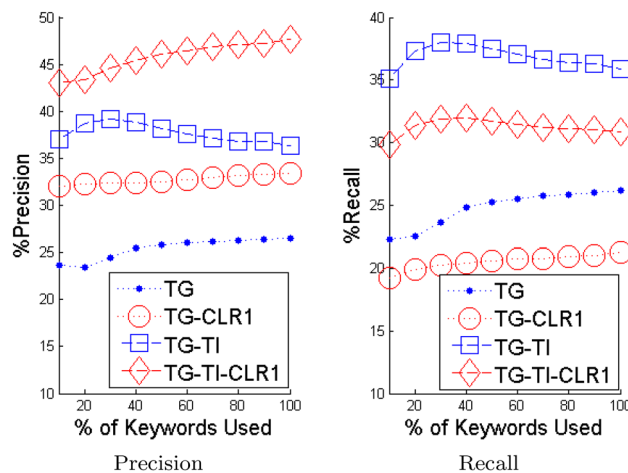 50
45
40
35
30
25
20
15
10
%Precision
TG
TG-CLR1
TG-TI
TG-TI-CLR1
20 40 60 80 100
% of Keywords Used
Precision
40
35
30
25
20
15
10
%Recall
TG
TG-CLR1
TG-TI
TG-TI-CLR1
20 40 60 80 100
% of Keywords Used
Recall